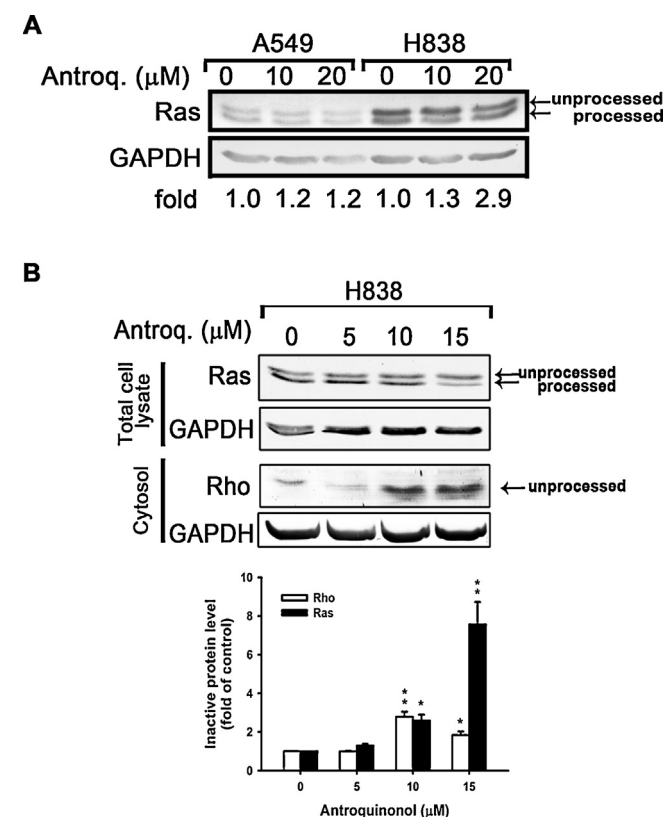 A
A549 H838
Antroq. (μM) 0 10 20 0 10 20
Ras
unprocessed
processed
GAPDH
fold 1.0 1.2 1.2 1.0 1.3 2.9
B
H838
Antroq. (μM) 0 5 10 15
Total cell
lysate
Ras
unprocessed
processed
GAPDH
Cytosol
Rho
unprocessed
GAPDH
Inactive protein level
(fold of control)
10
8
6
4
2
0
Rho
Ras
**
*
*
**
0 5 10 15
Antroquinonol (μM)